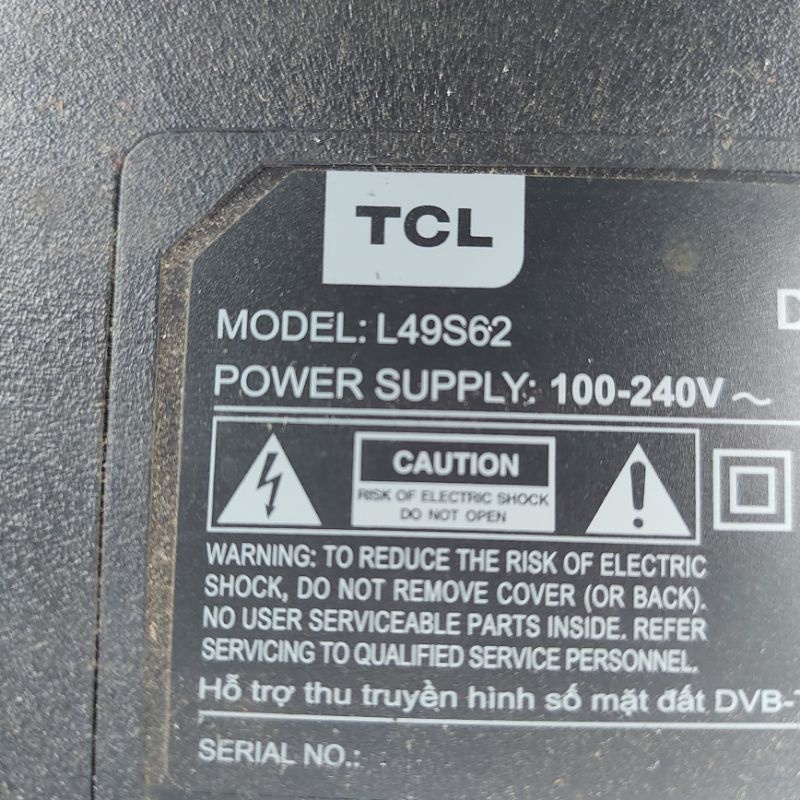 TCL
D
MODEL: L49S62
POWER SUPPLY: 100-240V ~
CAUTION
RISK OF ELECTRIC SHOCK
DO NOT OPEN
WARNING: TO REDUCE THE RISK OF ELECTRIC
SHOCK, DO NOT REMOVE COVER (OR BACK).
NO USER SERVICEABLE PARTS INSIDE. REFER
SERVICING TO QUALIFIED SERVICE PERSONNEL.
Hỗ trợ thu truyền hình số mặt đất DVB-T
SERIAL NO.: